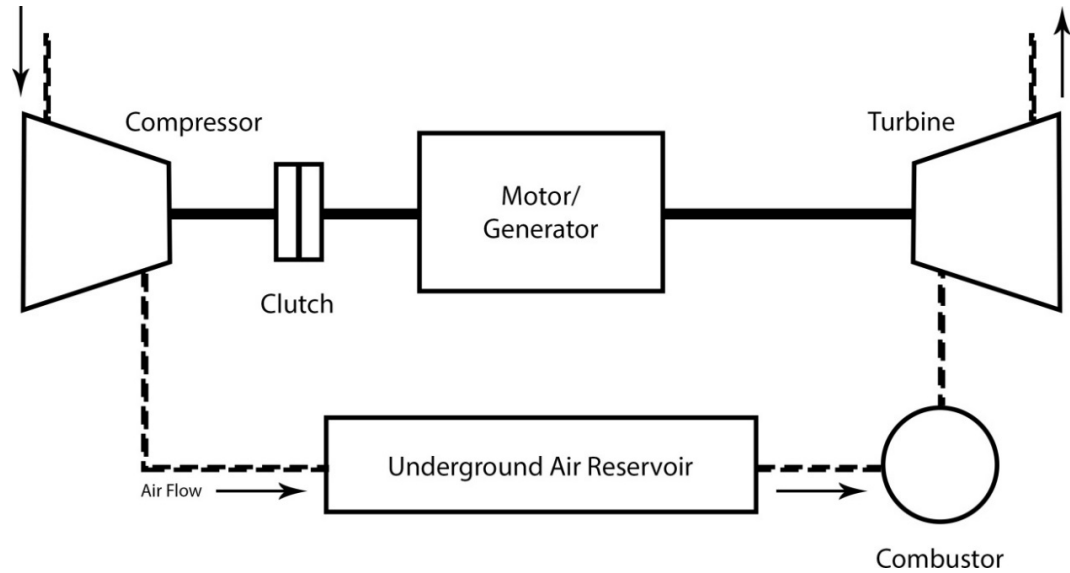 Compressor
Turbine
Motor/
Generator
Clutch
Underground Air Reservoir
Air Flow
Combustor